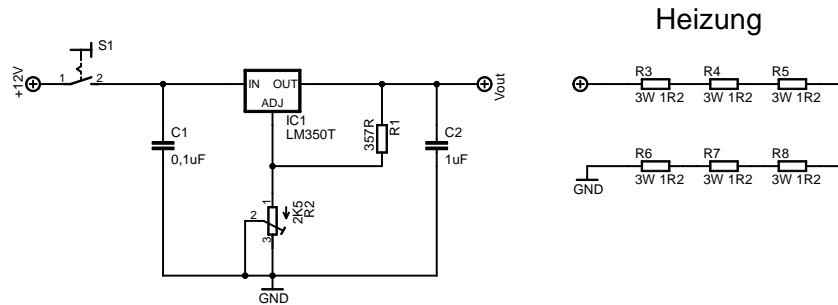 Heizung
S1
+12V
1
2
IN
OUT
ADJ
IC1
LM350T
Vout
C1
0,1uF
357R
R1
C2
1uF
1
2
3
2K5
R2
GND
R3
3W 1R2
R4
3W 1R2
R5
3W 1R2
R6
3W 1R2
R7
3W 1R2
R8
3W 1R2
GND